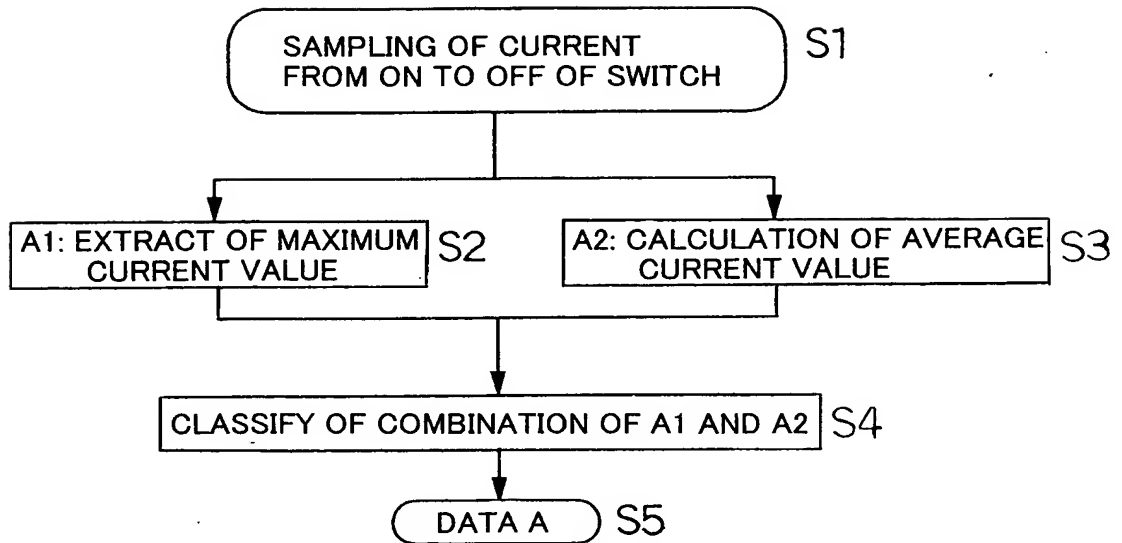 SAMPLING OF CURRENT
FROM ON TO OFF OF SWITCH
S1
A1: EXTRACT OF MAXIMUM
CURRENT VALUE
S2
A2: CALCULATION OF AVERAGE
CURRENT VALUE
S3
CLASSIFY OF COMBINATION OF A1 AND A2
S4
DATA A
S5